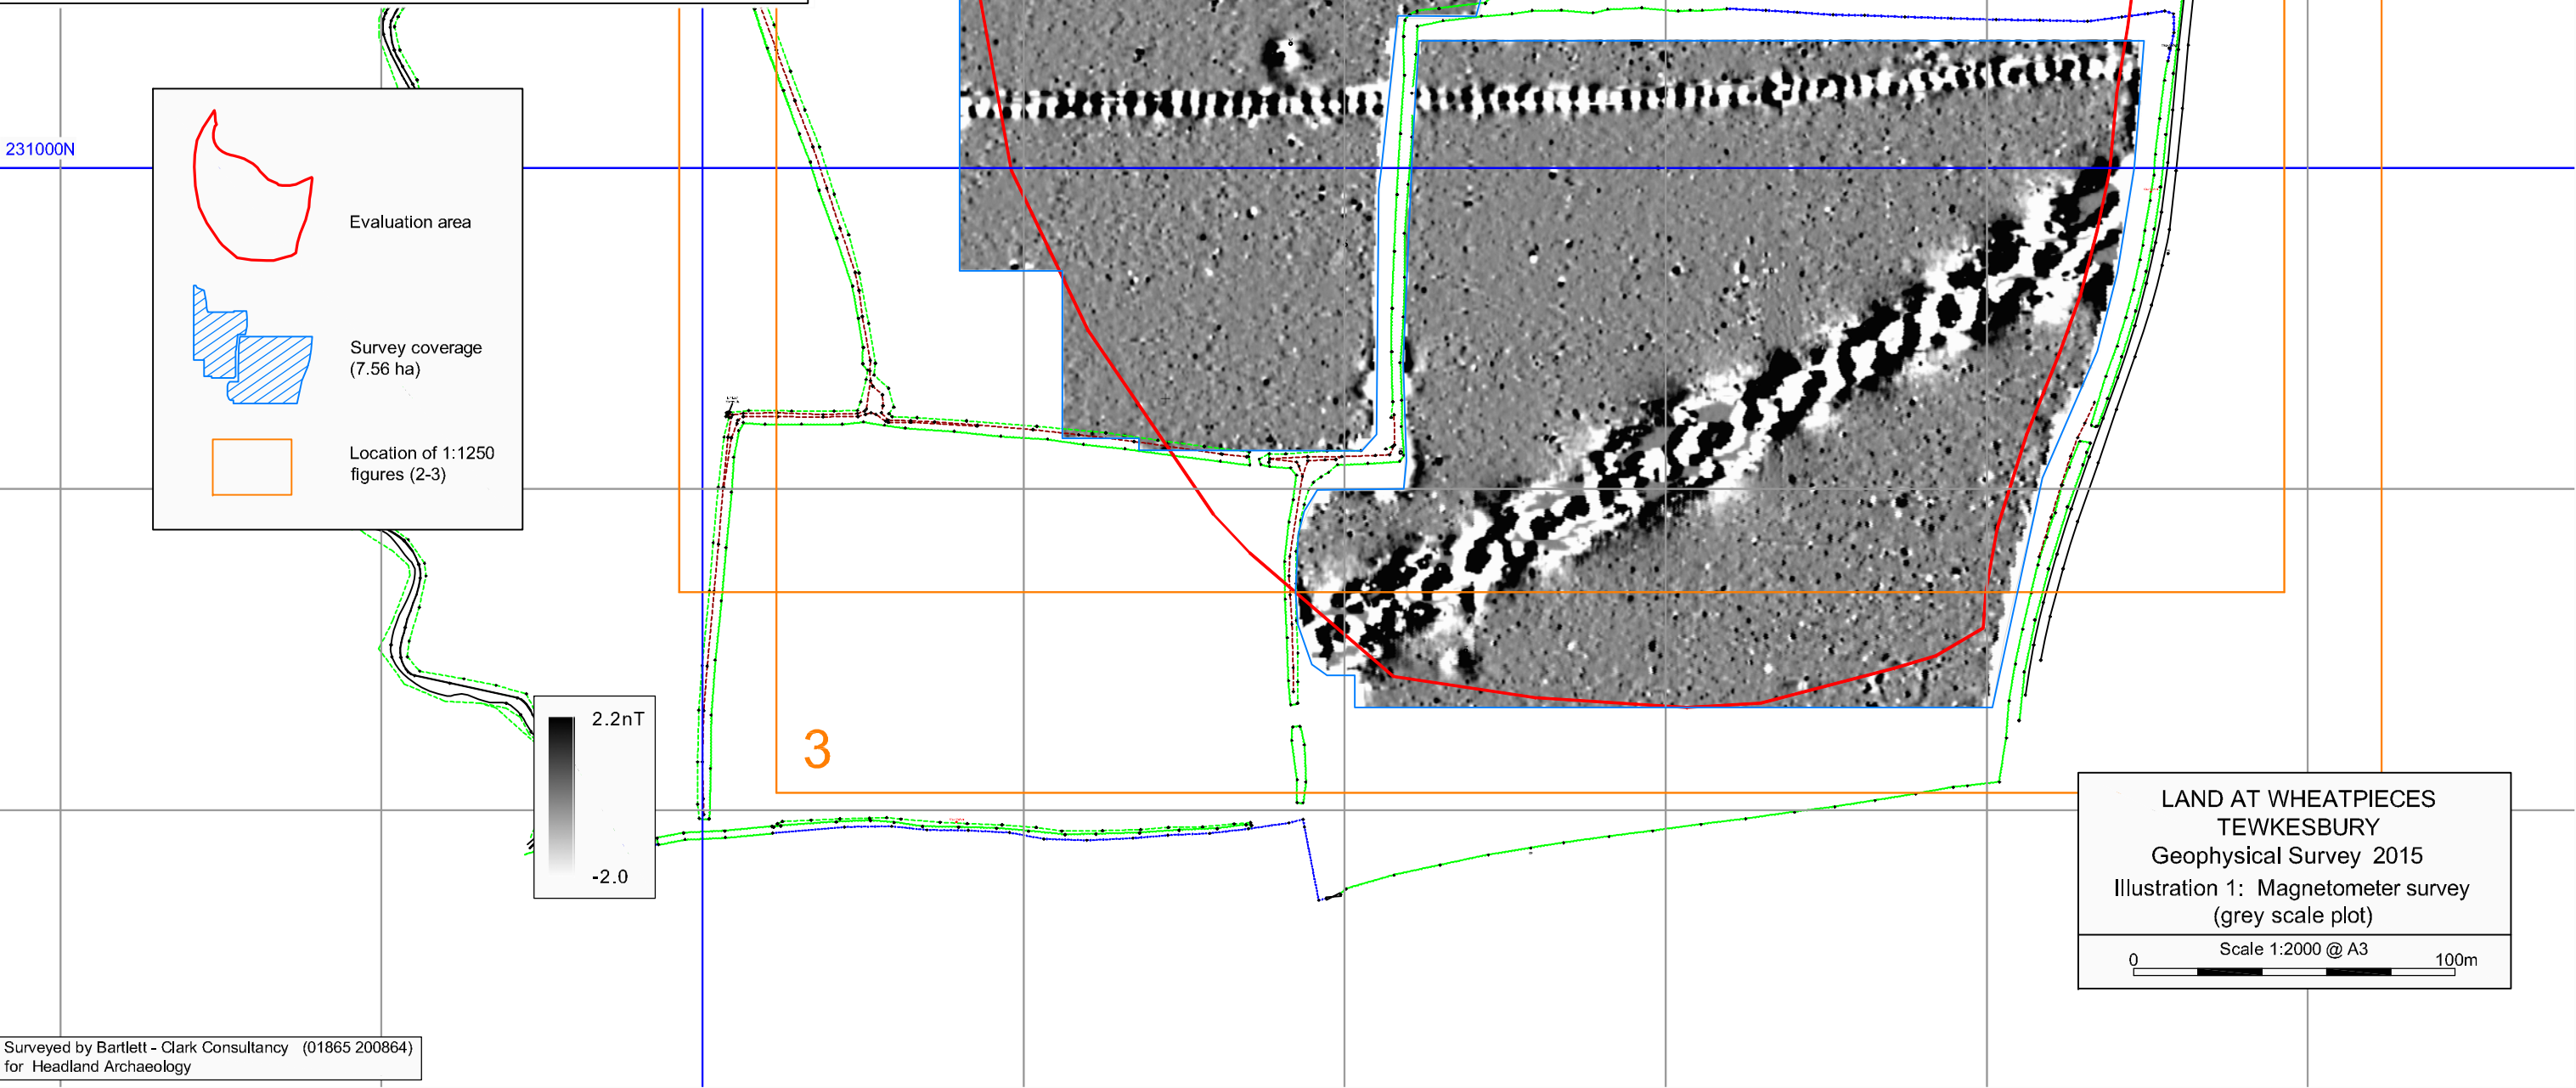 231000N
Evaluation area
Survey coverage
(7.56 ha)
Location of 1:1250
figures (2-3)
2.2nT
-2.0
3
LAND AT WHEATPIECES
TEWKESBURY
Geophysical Survey 2015
Illustration 1: Magnetometer survey
(grey scale plot)
Scale 1:2000 @ A3
0 100m
Surveyed by Bartlett - Clark Consultancy (01865 200864)
for Headland Archaeology